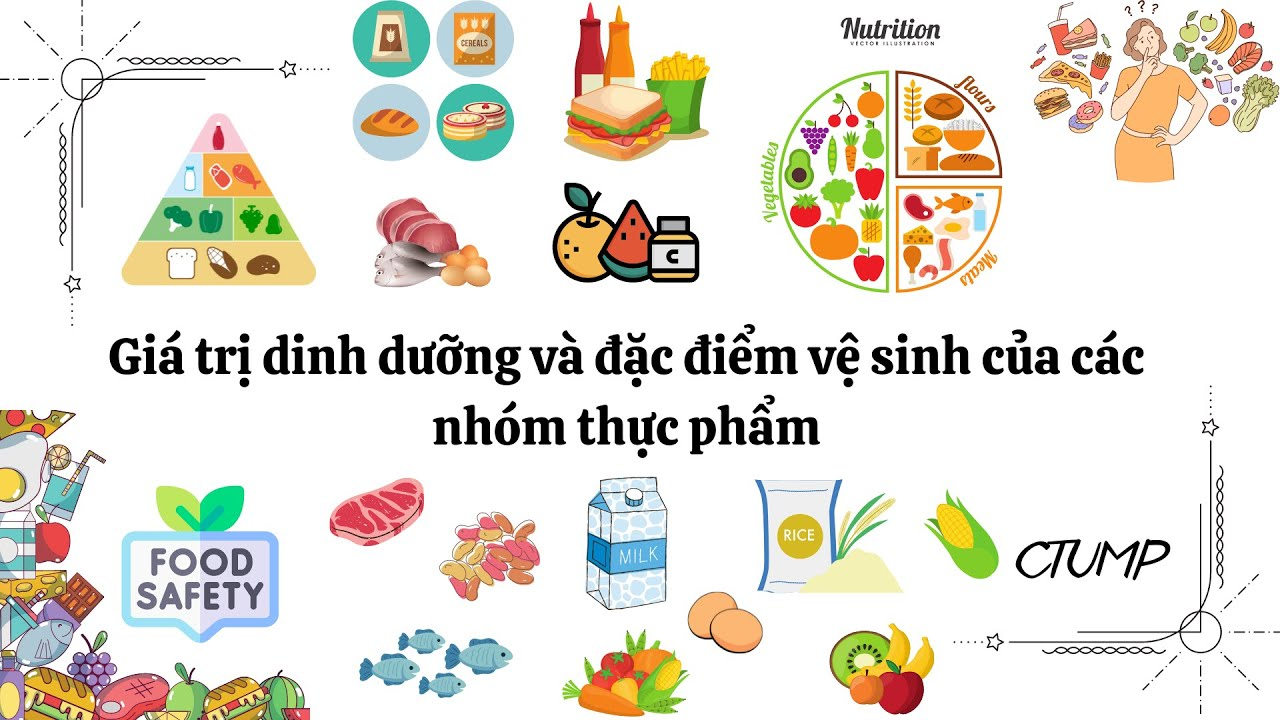 CEREALS
Nutrition
VECTOR ILLUSTRATION
? ? ?
flours
Vegetables
Meats
C
Giá trị dinh dưỡng và đặc điểm vệ sinh của các
nhóm thực phẩm
FOOD
SAFETY
MILK
RICE
CTUMP